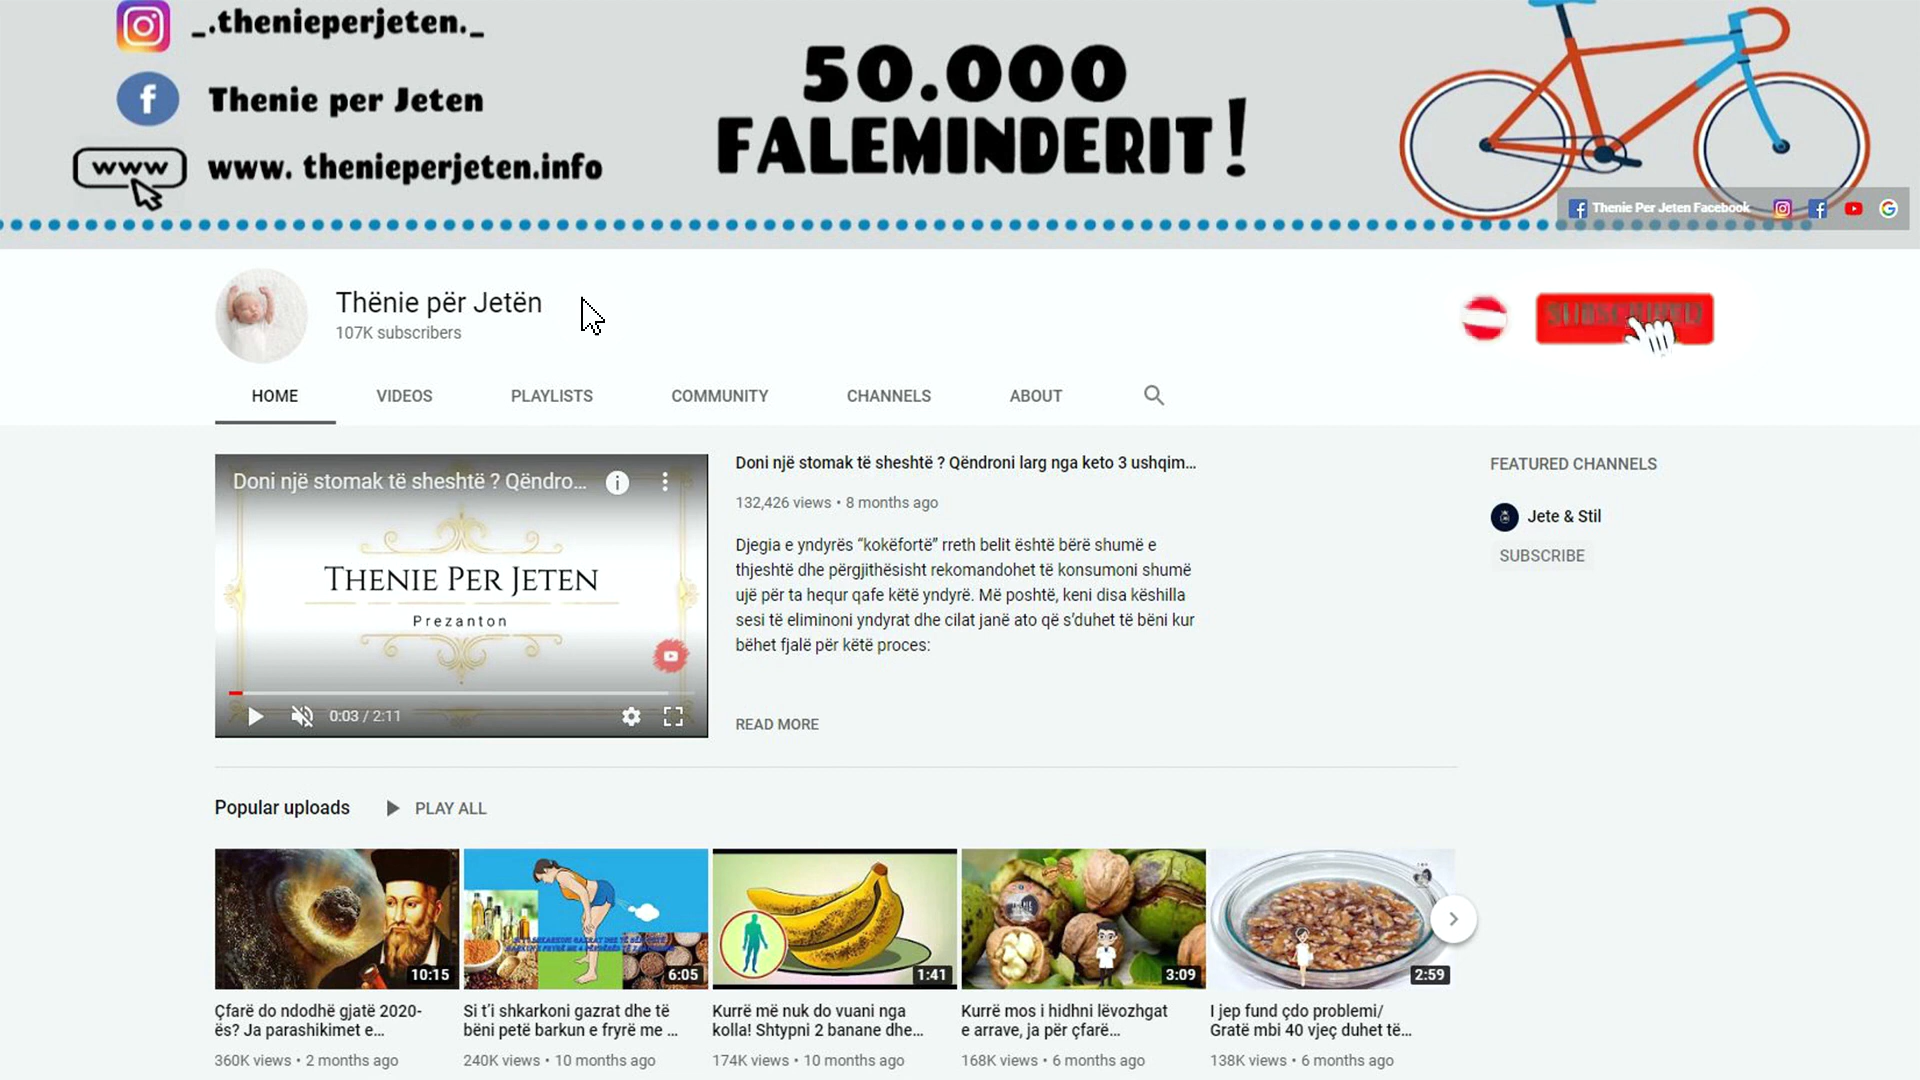 _.thenieperjeten._
Thenie per Jeten
www
www. thenieperjeten.info
50.000
FALEMINDERIT!
Thenie Per Jeten Facebook
Thënie për Jetën
107K subscribers
HOME
VIDEOS
PLAYLISTS
COMMUNITY
CHANNELS
ABOUT
Doni një stomak të sheshtë ? Qëndro...
THENIE PER JETEN
Prezanton
0:03 / 2:11
Doni një stomak të sheshtë ? Qëndroni larg nga keto 3 ushqim...
132,426 views • 8 months ago
Djegia e yndyrës “kokëfortë” rreth belit është bërë shumë e
thjeshtë dhe përgjithësisht rekomandohet të konsumoni shumë
ujë për ta hequr qafe këtë yndyrë. Më poshtë, keni disa këshilla
sesi të eliminoni yndyrat dhe cilat janë ato që s’duhet të bëni kur
bëhet fjalë për këtë proces:
READ MORE
FEATURED CHANNELS
Jete & Stil
SUBSCRIBE
Popular uploads
PLAY ALL
10:15
6:05
1:41
3:09
2:59
Çfarë do ndodhë gjatë 2020-
ës? Ja parashikimet e...
360K views • 2 months ago
Si t’i shkarkoni gazrat dhe të
bëni petë barkun e fryrë me ...
240K views • 10 months ago
Kurrë më nuk do vuani nga
kolla! Shtypni 2 banane dhe...
174K views • 10 months ago
Kurrë mos i hidhni lëvozhgat
e arrave, ja për çfarë...
168K views • 6 months ago
I jep fund çdo problemi/
Gratë mbi 40 vjeç duhet të...
138K views • 6 months ago